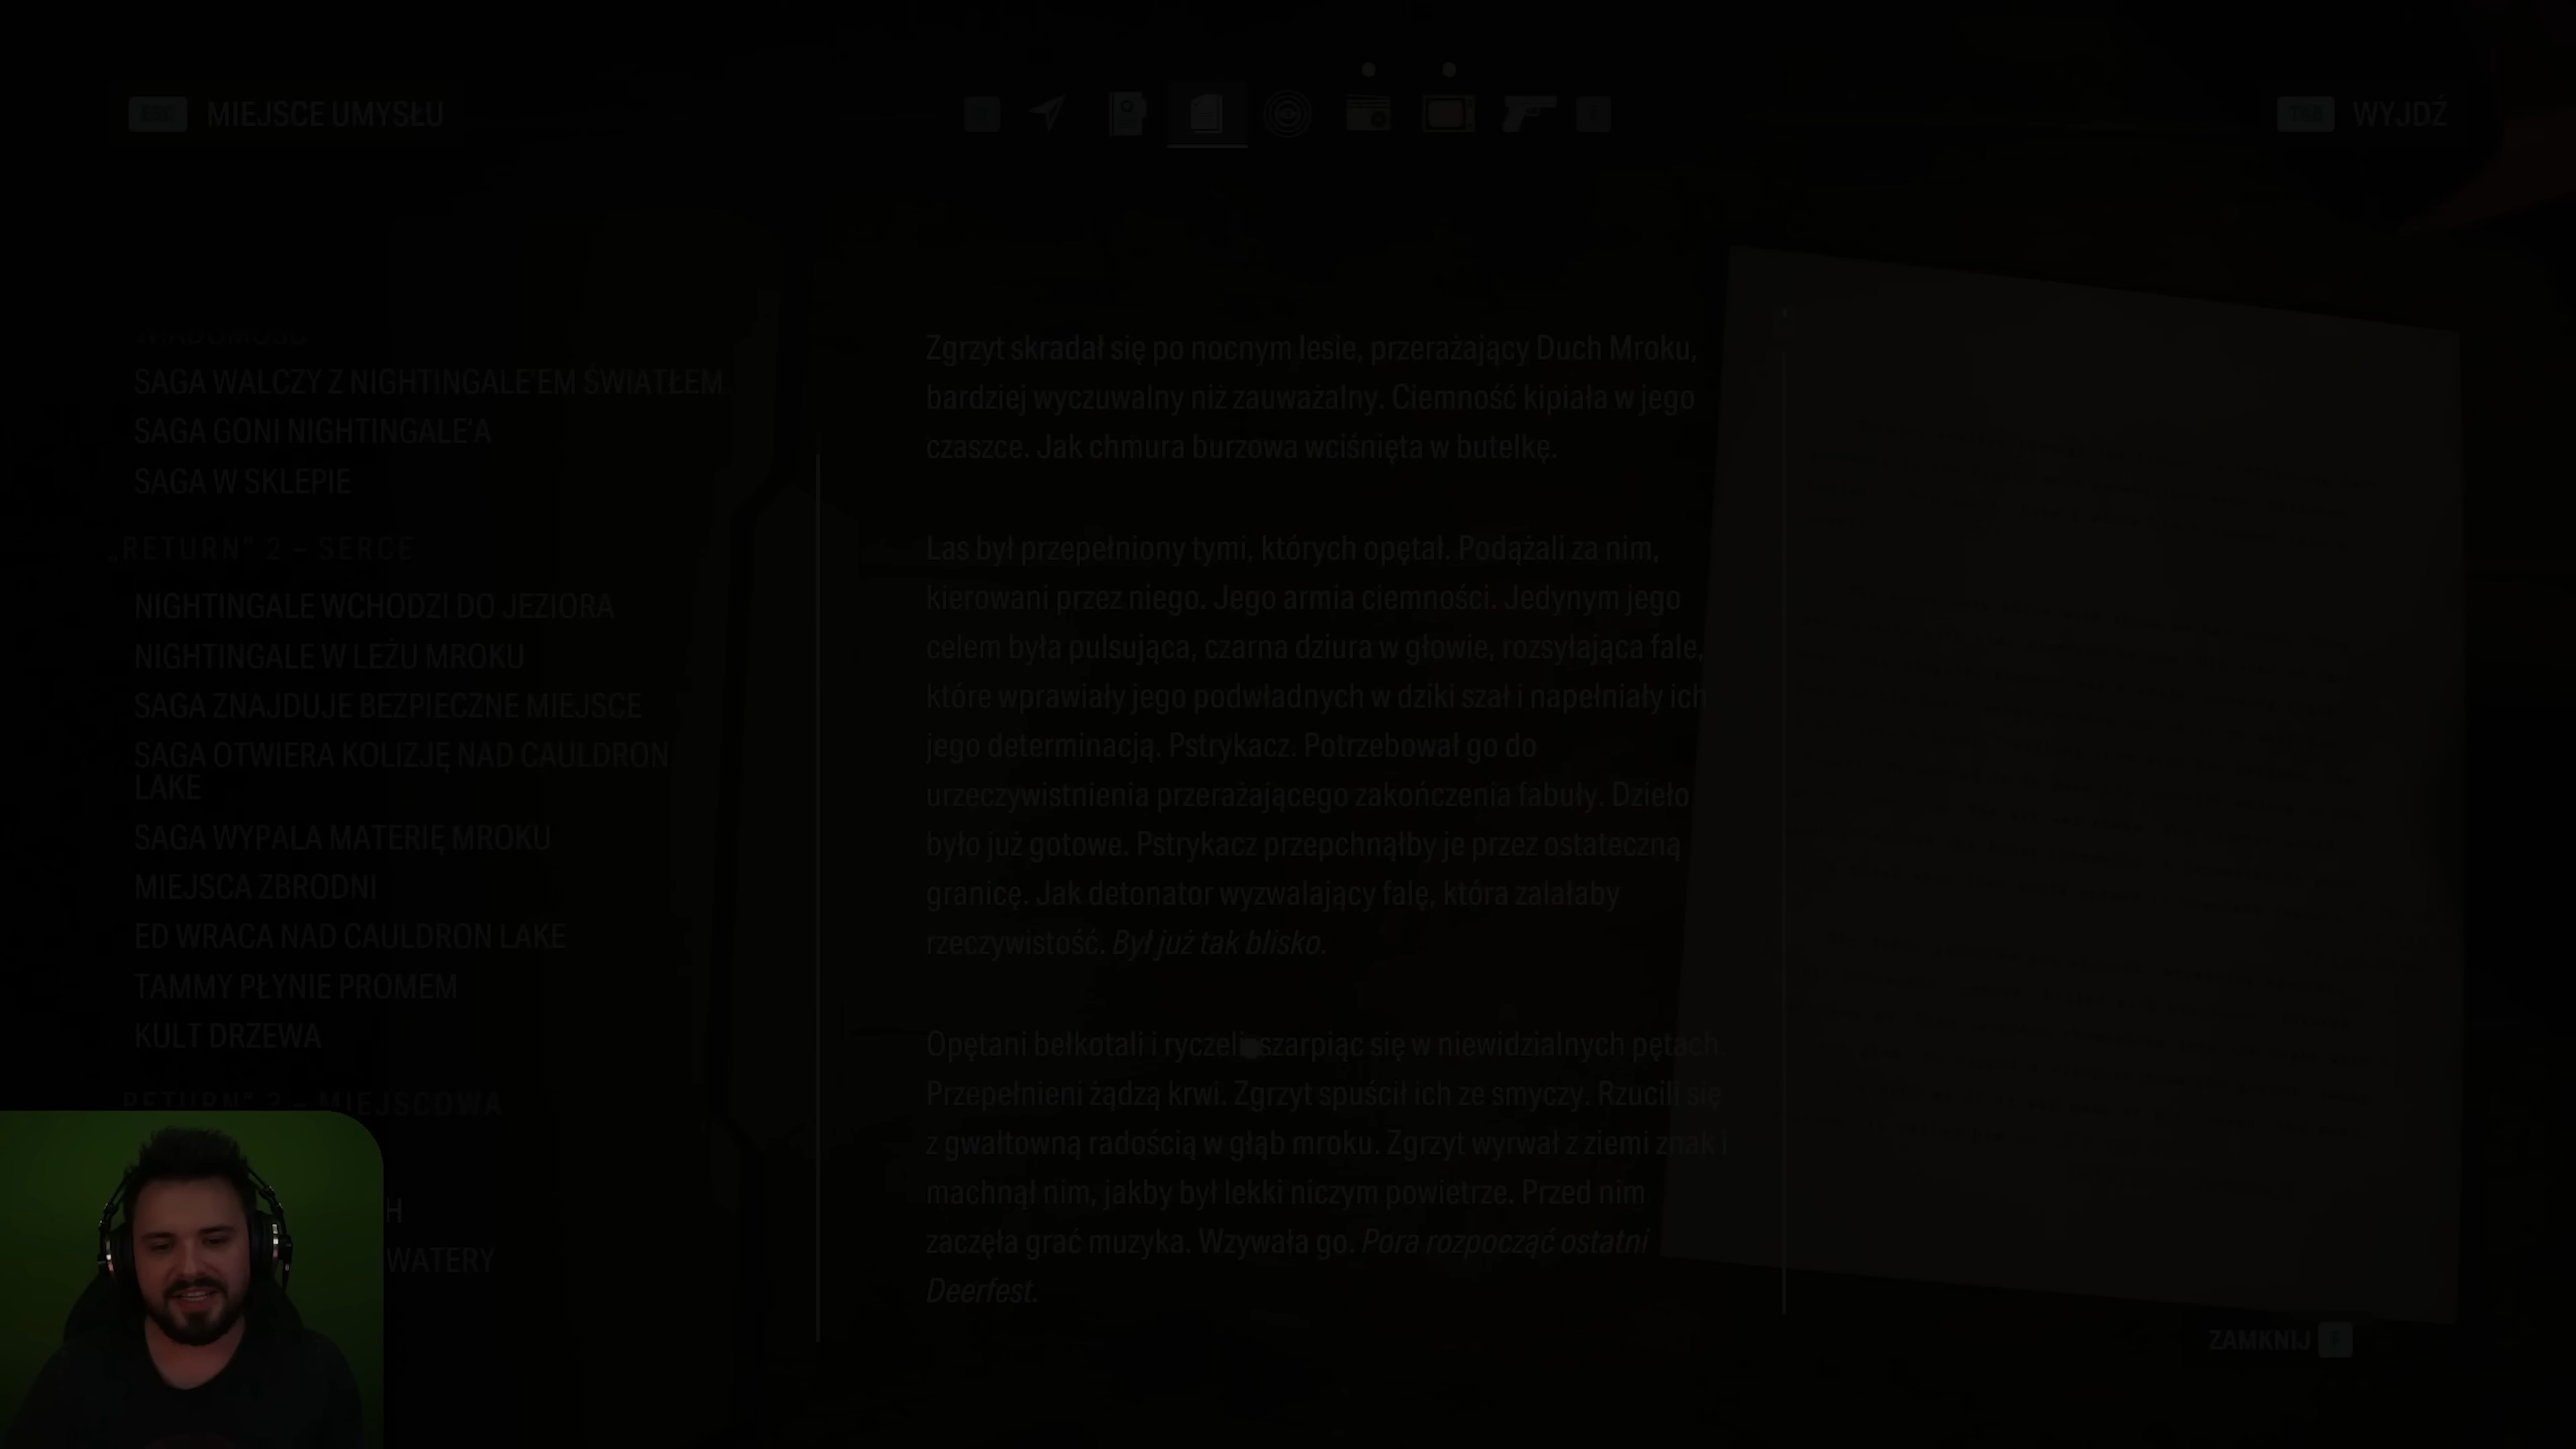 MIEJSCE UMYSŁU
WYJDŹ
WIADOMOŚĆ
SAGA WALCZY Z NIGHTINGALE'EM ŚWIATŁEM
SAGA GONI NIGHTINGALE'A
SAGA W SKLEPIE
„RETURN” 2 – SERCE
NIGHTINGALE WCHODZI DO JEZIORA
NIGHTINGALE W LEŻU MROKU
SAGA ZNAJDUJE BEZPIECZNE MIEJSCE
SAGA OTWIERA KOLIZJĘ NAD CAULDRON
LAKE
SAGA WYPALA MATERIĘ MROKU
MIEJSCA ZBRODNI
ED WRACA NAD CAULDRON LAKE
TAMMY PŁYNIE PROMEM
KULT DRZEWA
RETURN” 3 – MIEJSCOWA
H
WATERY
Zgrzyt skradał się po nocnym lesie, przerażający Duch Mroku,
bardziej wyczuwalny niż zauważalny. Ciemność kipiała w jego
czaszce. Jak chmura burzowa wciśnięta w butelkę.
Las był przepełniony tymi, których opętał. Podążali za nim,
kierowani przez niego. Jego armia ciemności. Jedynym jego
celem była pulsująca, czarna dziura w głowie, rozsyłająca fale,
które wprawiały jego podwładnych w dziki szał i napełniały ich
jego determinacją. Pstrykacz. Potrzebował go do
urzeczywistnienia przerażającego zakończenia fabuły. Dzieło
było już gotowe. Pstrykacz przepchnąłby je przez ostateczną
granicę. Jak detonator wyzwalający falę, która zalałaby
rzeczywistość. Był już tak blisko.
Opętani bełkotali i ryczeli, szarpiąc się w niewidzialnych pętach.
Przepełnieni żądzą krwi. Zgrzyt spuścił ich ze smyczy. Rzucili się
z gwałtowną radością w głąb mroku. Zgrzyt wyrwał z ziemi znak i
machnął nim, jakby był lekki niczym powietrze. Przed nim
zaczęła grać muzyka. Wzywała go. Pora rozpocząć ostatni
Deerfest.
ZAMKNIJ